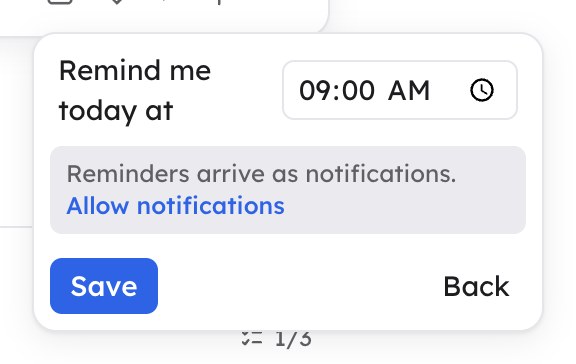 Remind me
today at
09:00 AM
Reminders arrive as notifications.
Allow notifications
Save
Back
1/3